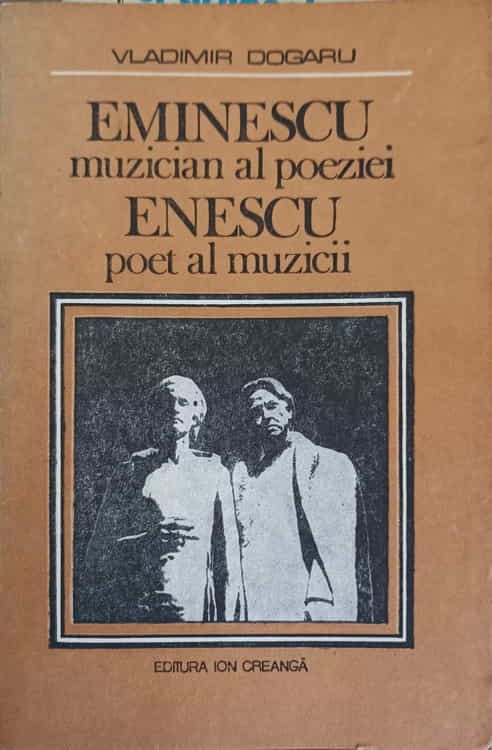 VLADIMIR DOGARU
EMINESCU
muzician al poeziei
ENESCU
poet al muzicii
EDITURA ION CREANGĂ